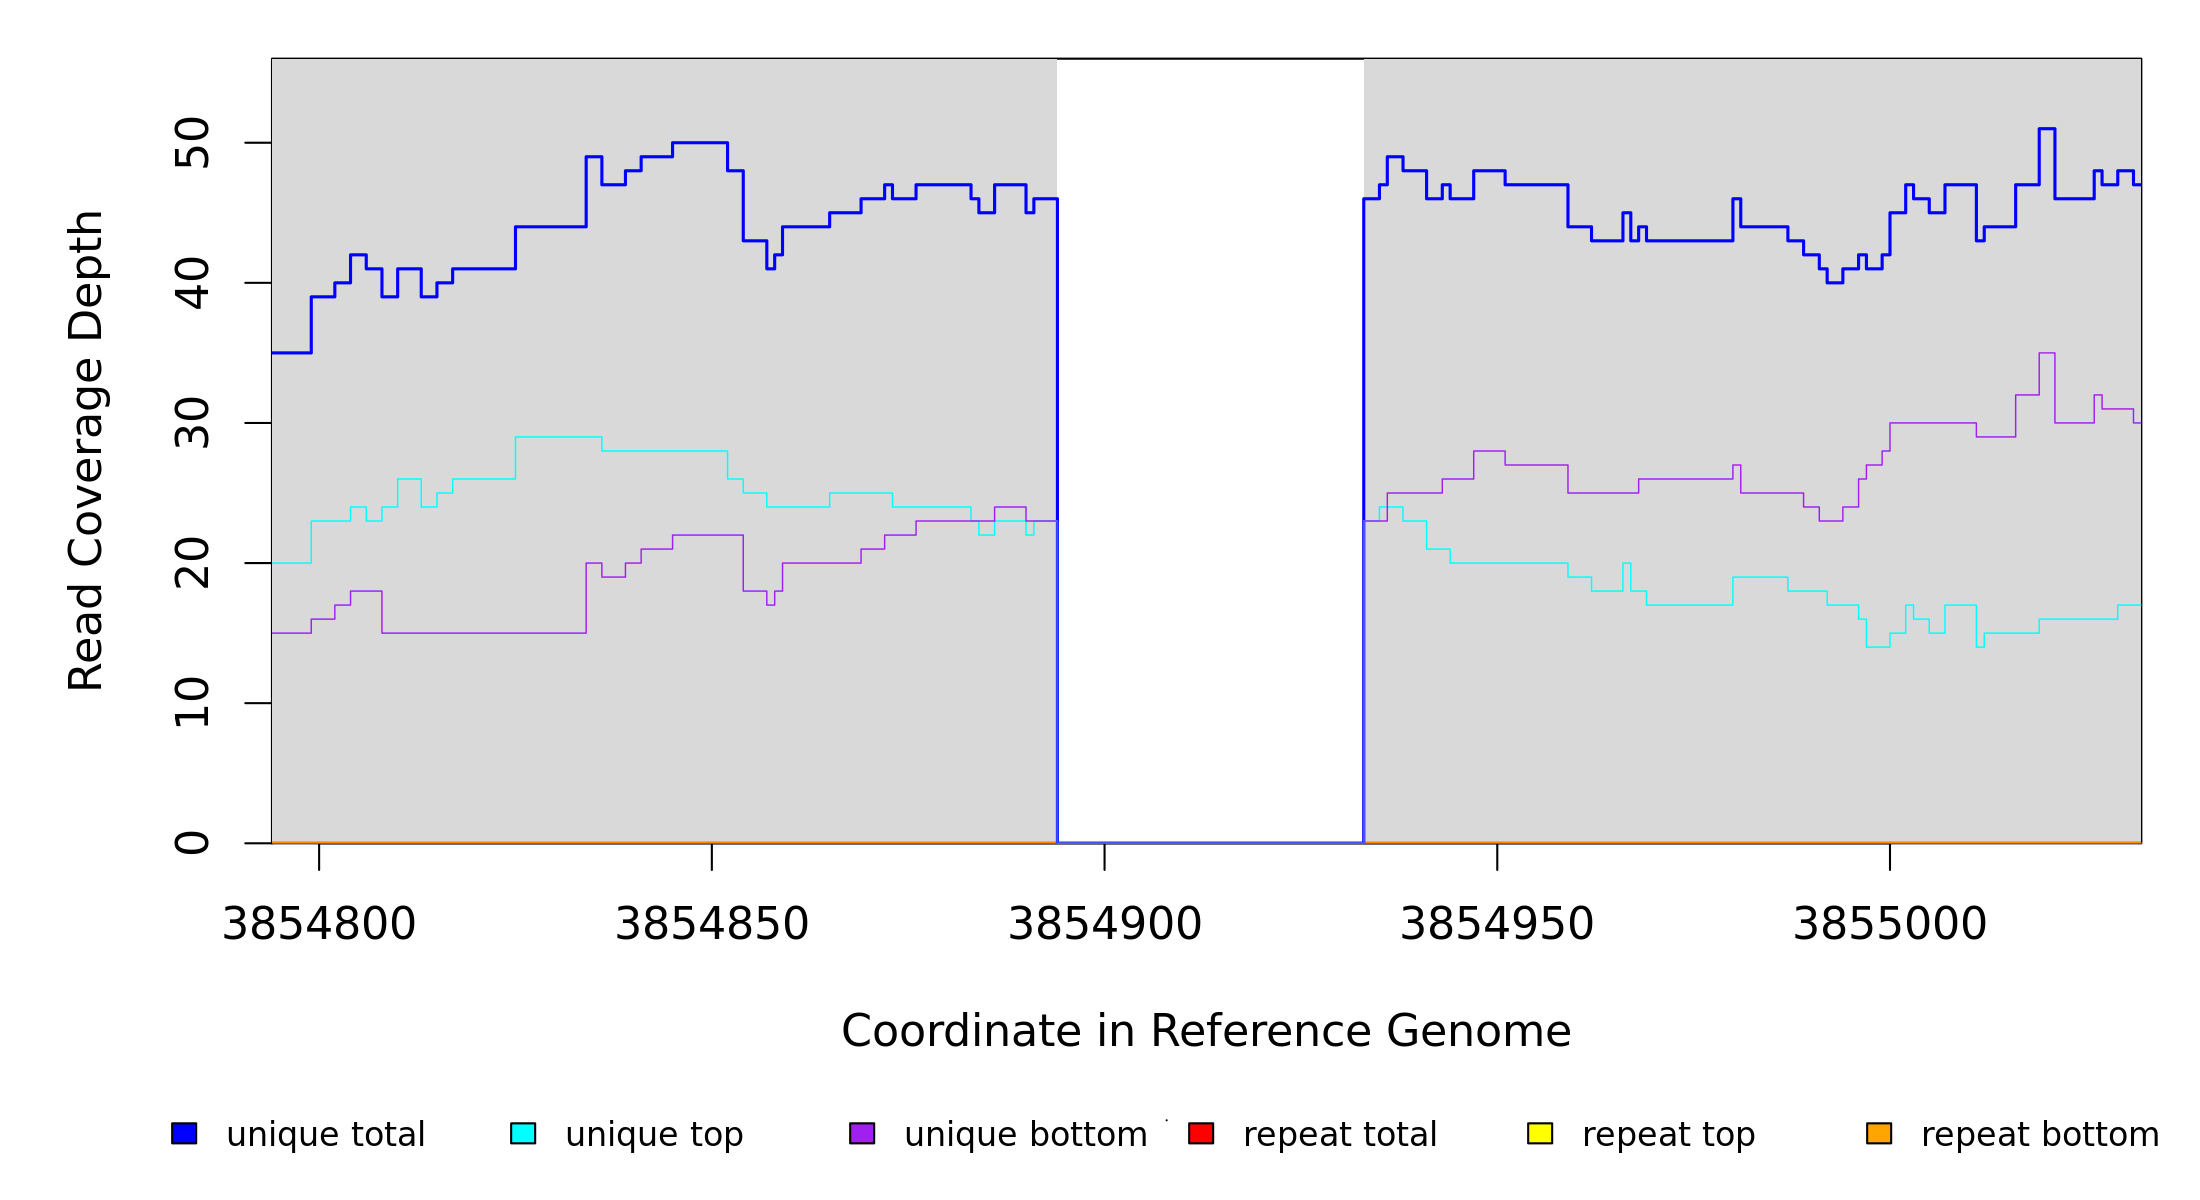 Read Coverage Depth
50
40
30
20
10
0
3854800 3854850 3854900 3854950 3855000
Coordinate in Reference Genome
unique total unique top unique bottom repeat total repeat top repeat bottom